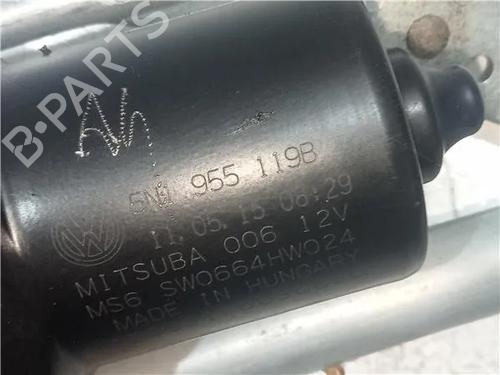 B-PARTS
5N1 955 119B
11.05.15 08:29
MITSUBA 006 12V
MS6 SW0664HW024
MADE IN HUNGARY